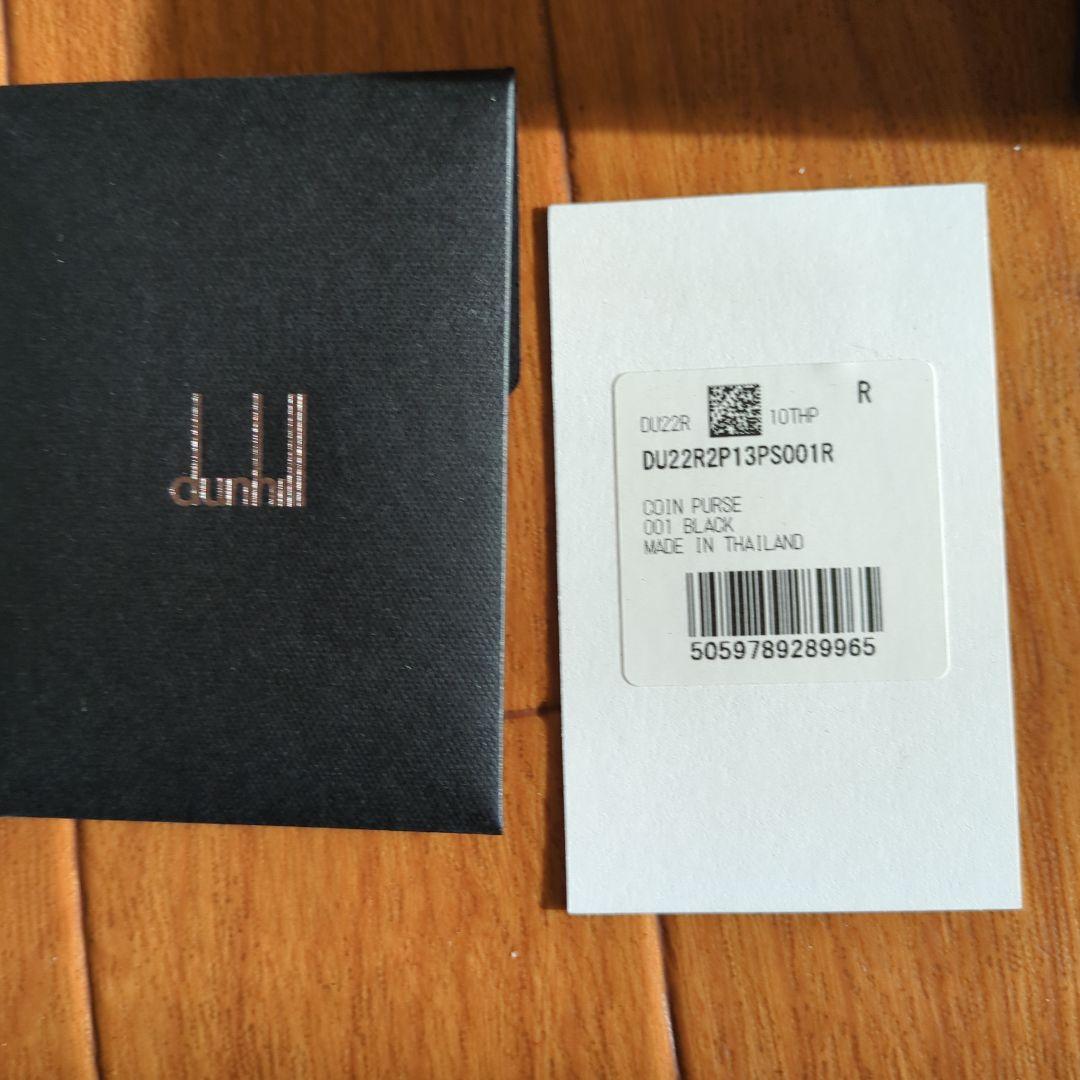 dunhill
DU22R 10THP R
DU22R2P13PS001R
COIN PURSE
001 BLACK
MADE IN THAILAND
5059789289965